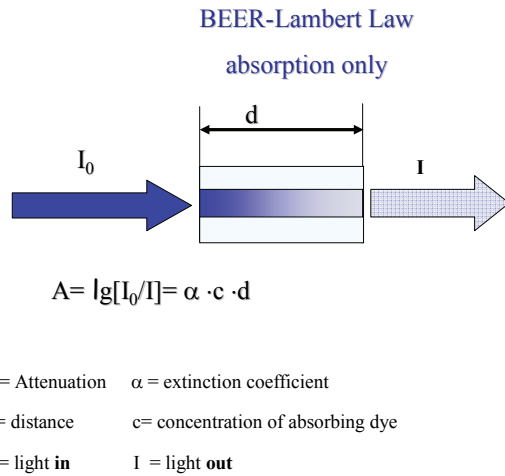 BEER-Lambert Law
absorption only
d
I₀
I
A= lg[I₀/I]= α ·c ·d
= Attenuation α = extinction coefficient
= distance c= concentration of absorbing dye
= light in I = light out